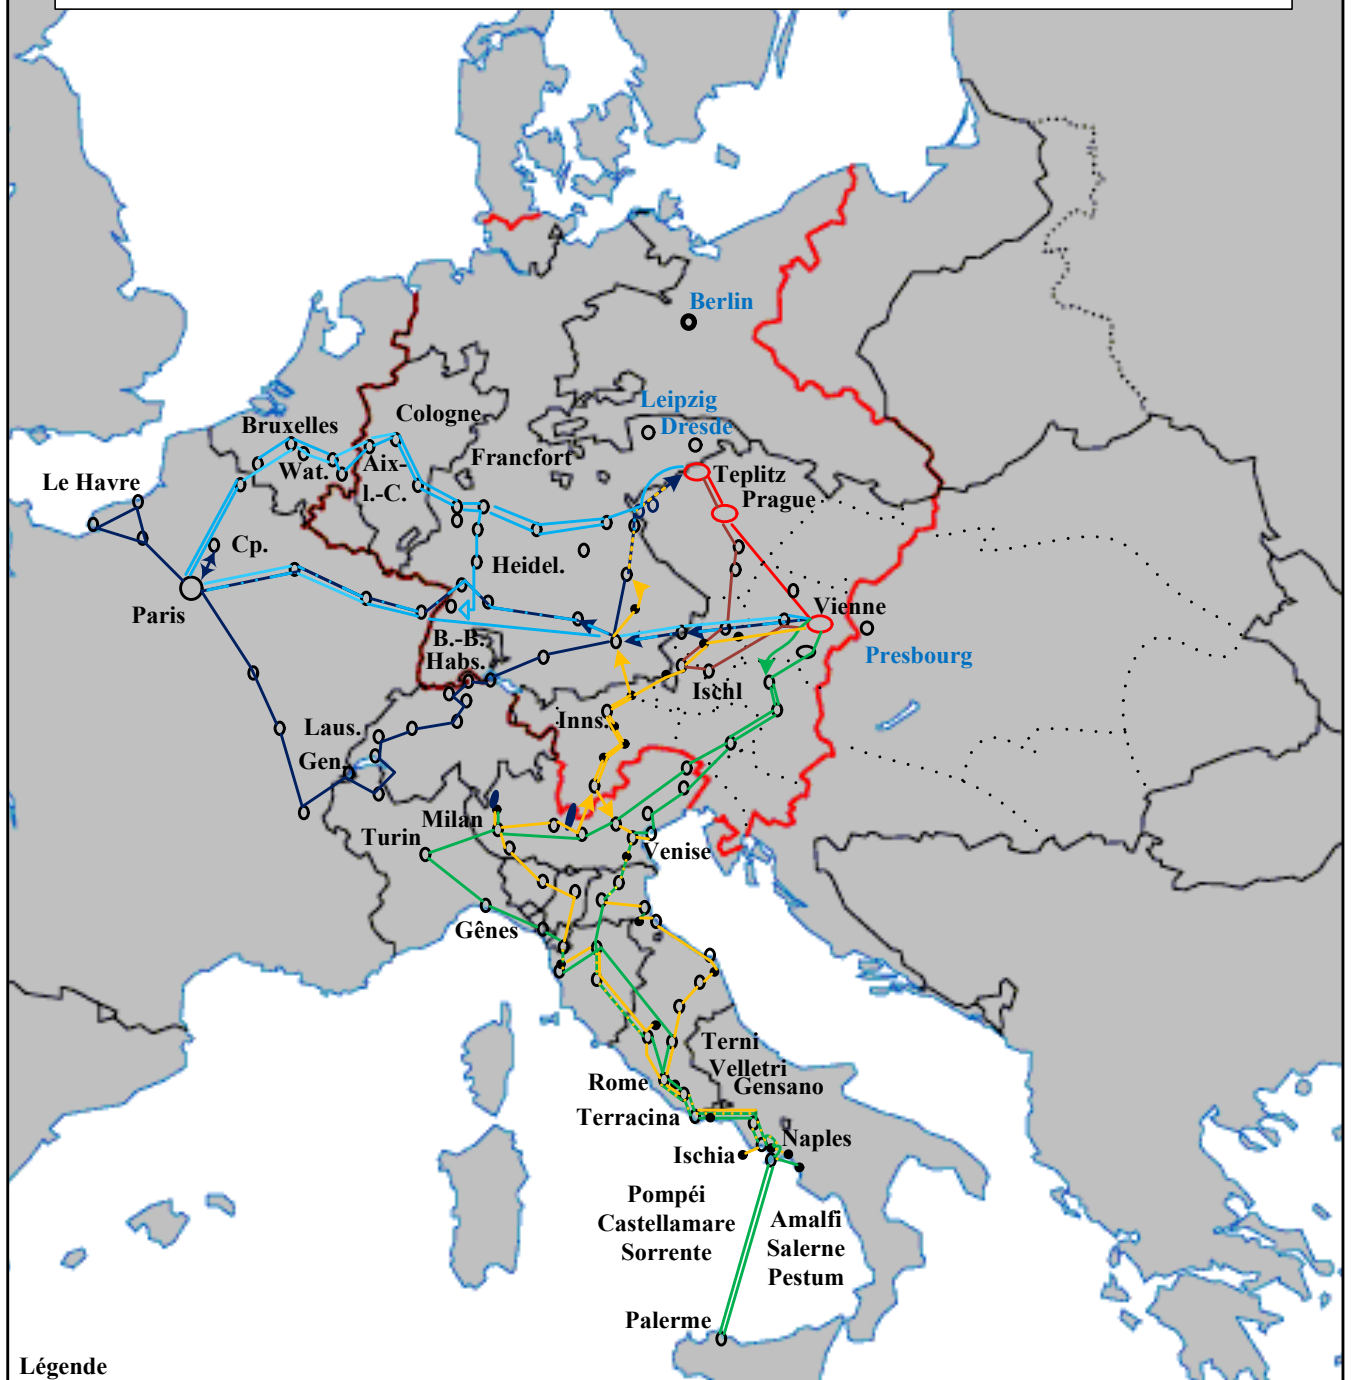 Berlin
Leipzig
Dresde
Cologne
Bruxelles
Wat.
Aix-
l.-C.
Francfort
Le Havre
Teplitz
Prague
Cp.
Heidel.
Paris
Vienne
B.-B.
Habs.
Presbourg
Ischl
Laus.
Inns.
Gen.
Milan
Turin
Venise
Gênes
Terni
Velletri
Rome
Gensano
Terracina
Naples
Ischia
Pompéi
Castellamare
Sorrente
Amalfi
Salerne
Pestum
Palerme
Légende